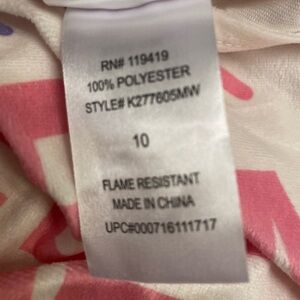 RN# 119419
100% POLYESTER
STYLE# K277605MW
10
FLAME RESISTANT
MADE IN CHINA
UPC#000716111717